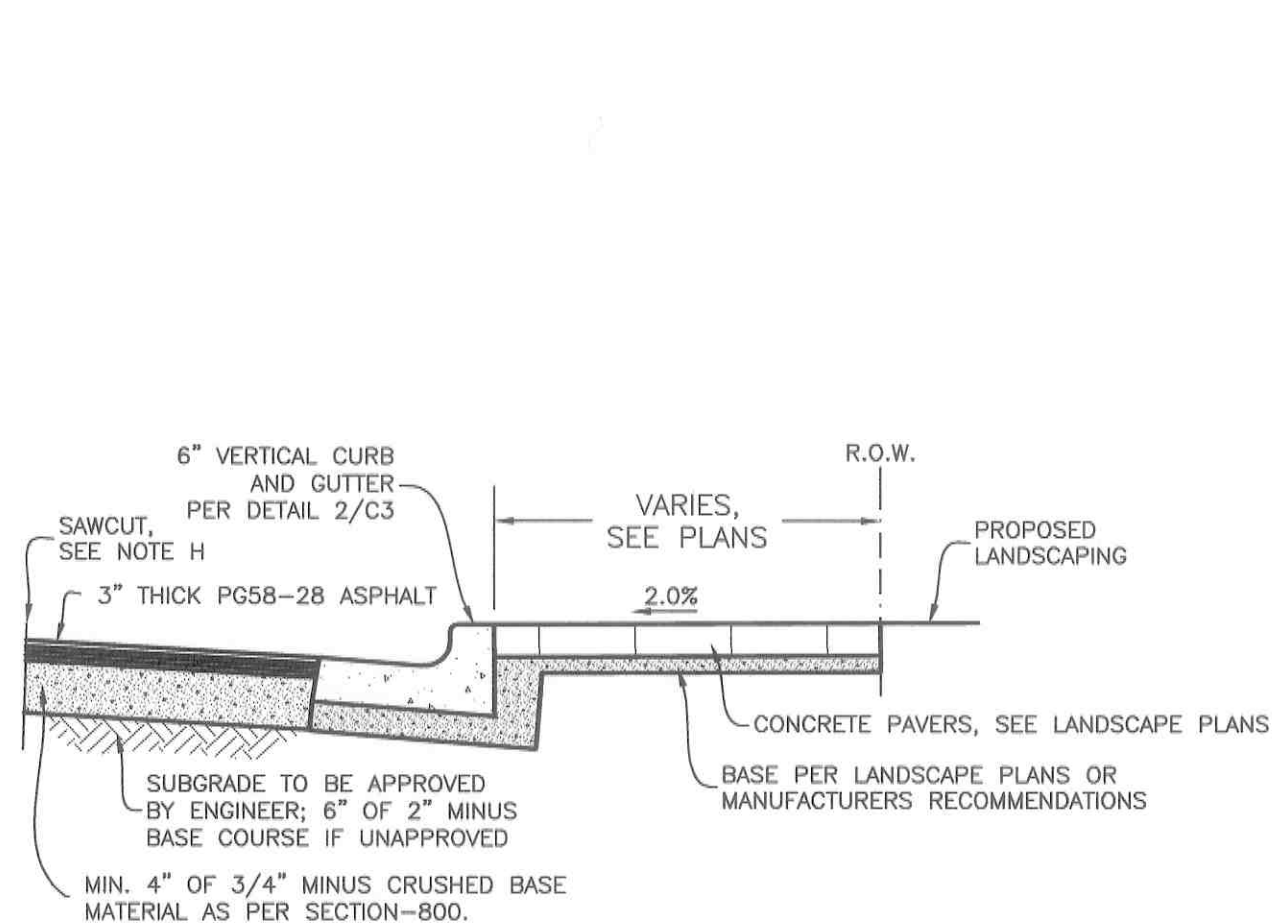 6" VERTICAL CURB
AND GUTTER
PER DETAIL 2/C3
R.O.W.
VARIES,
SEE PLANS
SAWCUT,
SEE NOTE H
PROPOSED
LANDSCAPING
3" THICK PG58-28 ASPHALT
2.0%
CONCRETE PAVERS, SEE LANDSCAPE PLANS
BASE PER LANDSCAPE PLANS OR
MANUFACTURERS RECOMMENDATIONS
SUBGRADE TO BE APPROVED
BY ENGINEER; 6" OF 2" MINUS
BASE COURSE IF UNAPPROVED
MIN. 4" OF 3/4" MINUS CRUSHED BASE
MATERIAL AS PER SECTION-800.